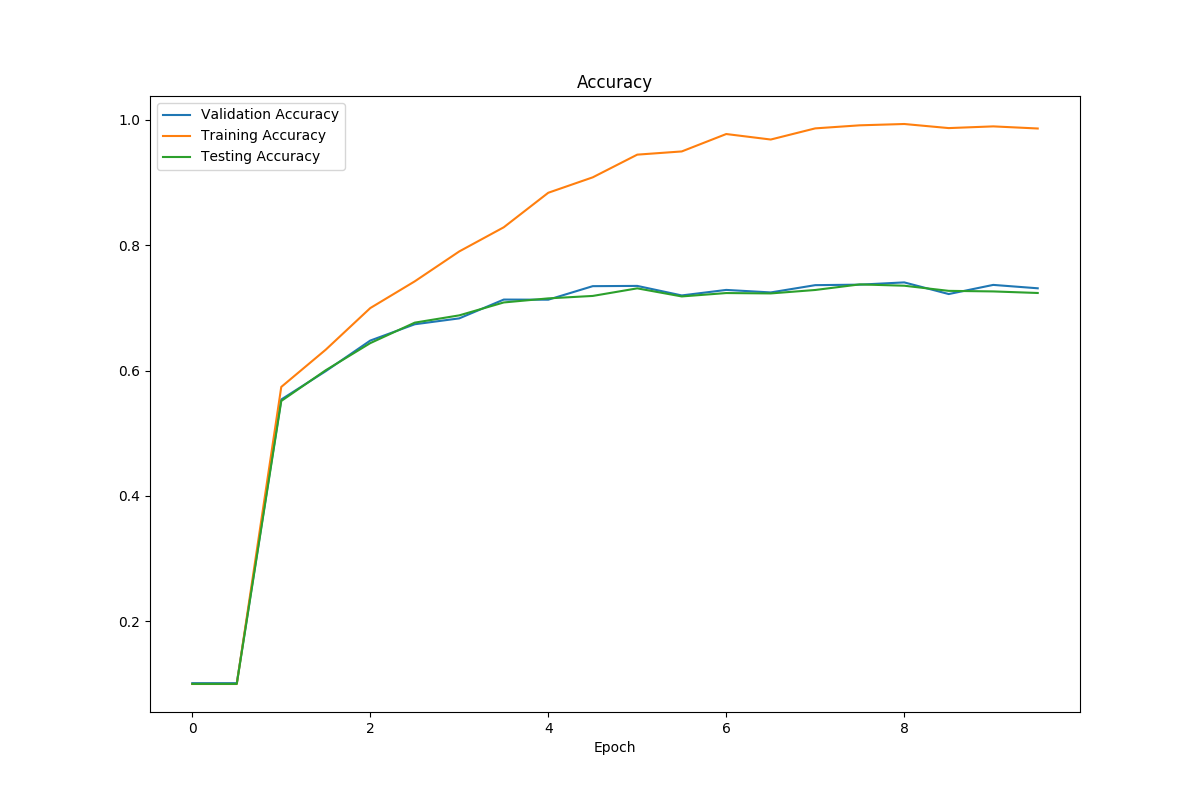 Accuracy
Validation Accuracy
Training Accuracy
Testing Accuracy
1.0
0.8
0.6
0.4
0.2
0 2 4 6 8
Epoch